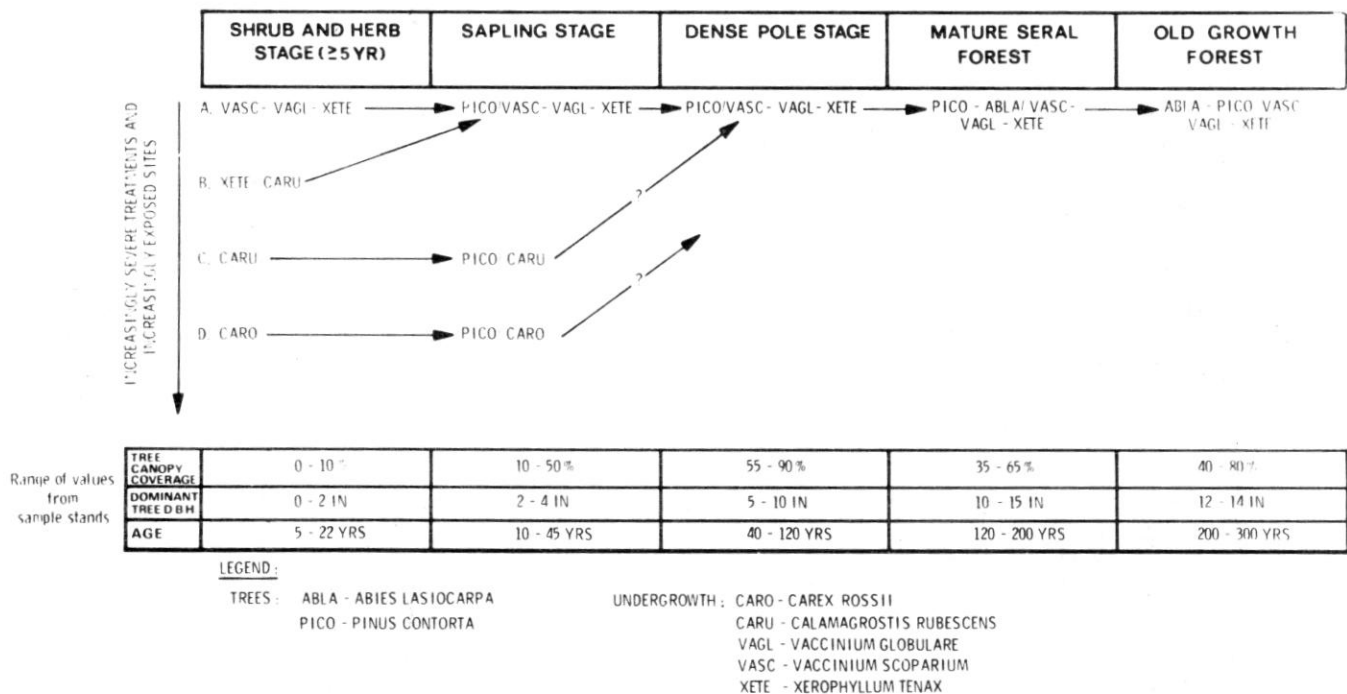 SHRUB AND HERB STAGE (≥5 YR)
SAPLING STAGE
DENSE POLE STAGE
MATURE SERAL FOREST
OLD GROWTH FOREST
INCREASINGLY SEVERE TREATMENTS AND INCREASINGLY EXPOSED SITES
A. VASC - VAGL - XETE
PICO/VASC - VAGL - XETE
PICO/VASC - VAGL - XETE
PICO - ABLA/ VASC - VAGL - XETE
ABLA - PICO VASC VAGL - XETE
B. XETE CARU
?
C. CARU
PICO CARU
?
D. CARO
PICO CARO
Range of values from sample stands
TREE CANOPY COVERAGE
0 - 10%
10 - 50%
55 - 90%
35 - 65%
40 - 80%
DOMINANT TREE D B H
0 - 2 IN
2 - 4 IN
5 - 10 IN
10 - 15 IN
12 - 14 IN
AGE
5 - 22 YRS
10 - 45 YRS
40 - 120 YRS
120 - 200 YRS
200 - 300 YRS
LEGEND:
TREES: ABLA - ABIES LASIOCARPA
PICO - PINUS CONTORTA
UNDERGROWTH: CARO - CAREX ROSSII
CARU - CALAMAGROSTIS RUBESCENS
VAGL - VACCINIUM GLOBULARE
VASC - VACCINIUM SCOPARIUM
XETE - XEROPHYLLUM TENAX